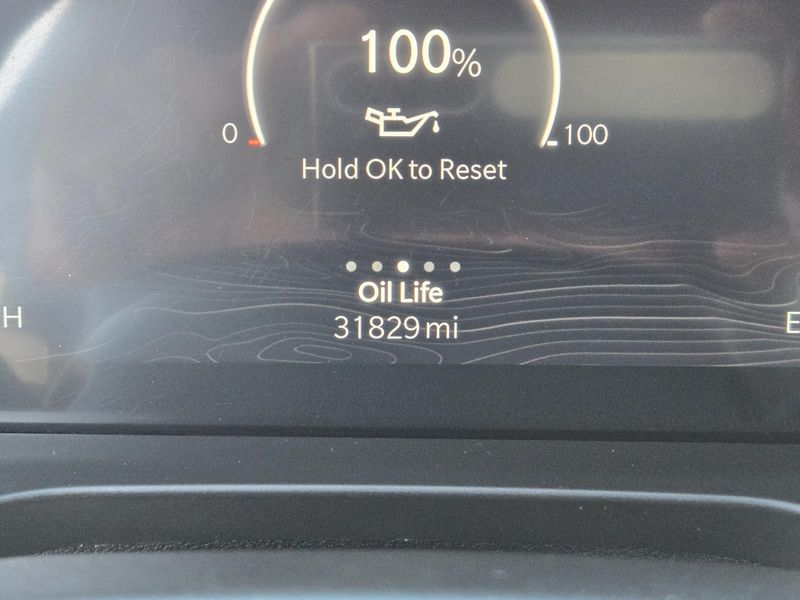 100%
0 100
Hold OK to Reset
Oil Life
H 31829 mi E